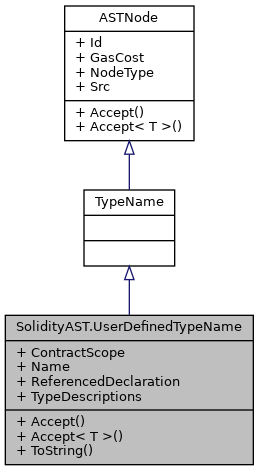 ASTNode
+ Id
+ GasCost
+ NodeType
+ Src
+ Accept()
+ Accept< T >()
TypeName
SolidityAST.UserDefinedTypeName
+ ContractScope
+ Name
+ ReferencedDeclaration
+ TypeDescriptions
+ Accept()
+ Accept< T >()
+ ToString()